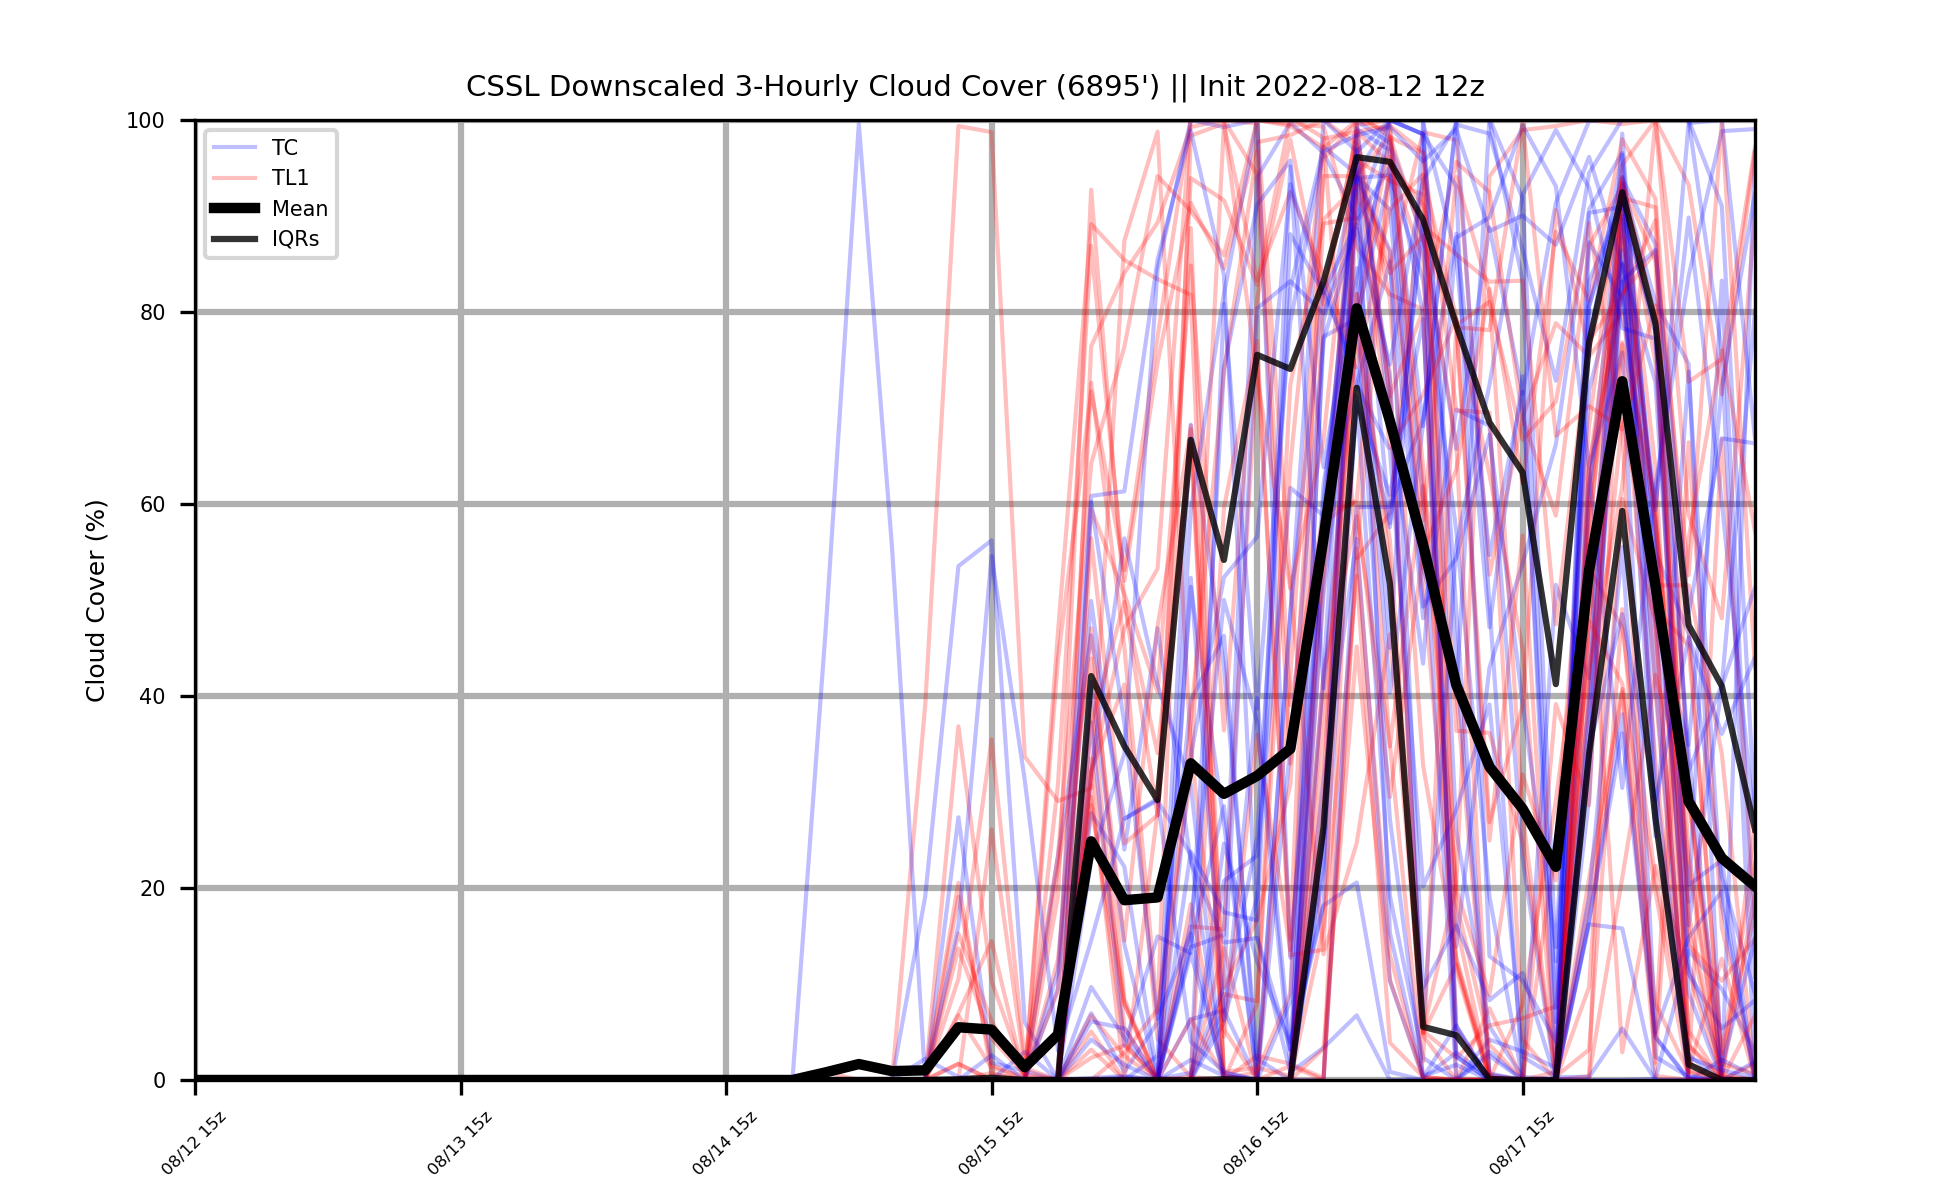 CSSL Downscaled 3-Hourly Cloud Cover (6895') || Init 2022-08-12 12z
TC
TL1
Mean
IQRs
Cloud Cover (%)
100
80
60
40
20
0
08/12 15z
08/13 15z
08/14 15z
08/15 15z
08/16 15z
08/17 15z